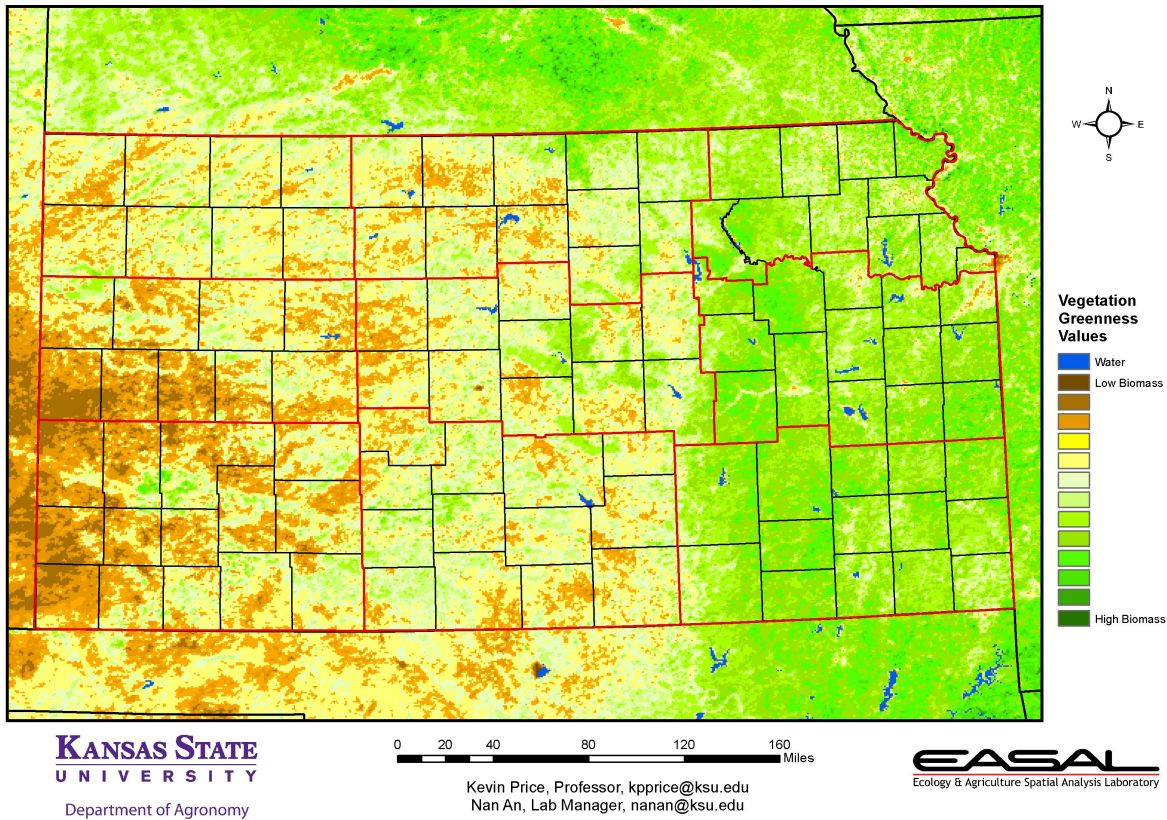 N
W E
S
Vegetation
Greenness
Values
Water
Low Biomass
High Biomass
KANSAS STATE
UNIVERSITY
Department of Agronomy
0 20 40 80 120 160
Miles
Kevin Price, Professor, kpprice@ksu.edu
Nan An, Lab Manager, nanan@ksu.edu
EASAL
Ecology & Agriculture Spatial Analysis Laboratory